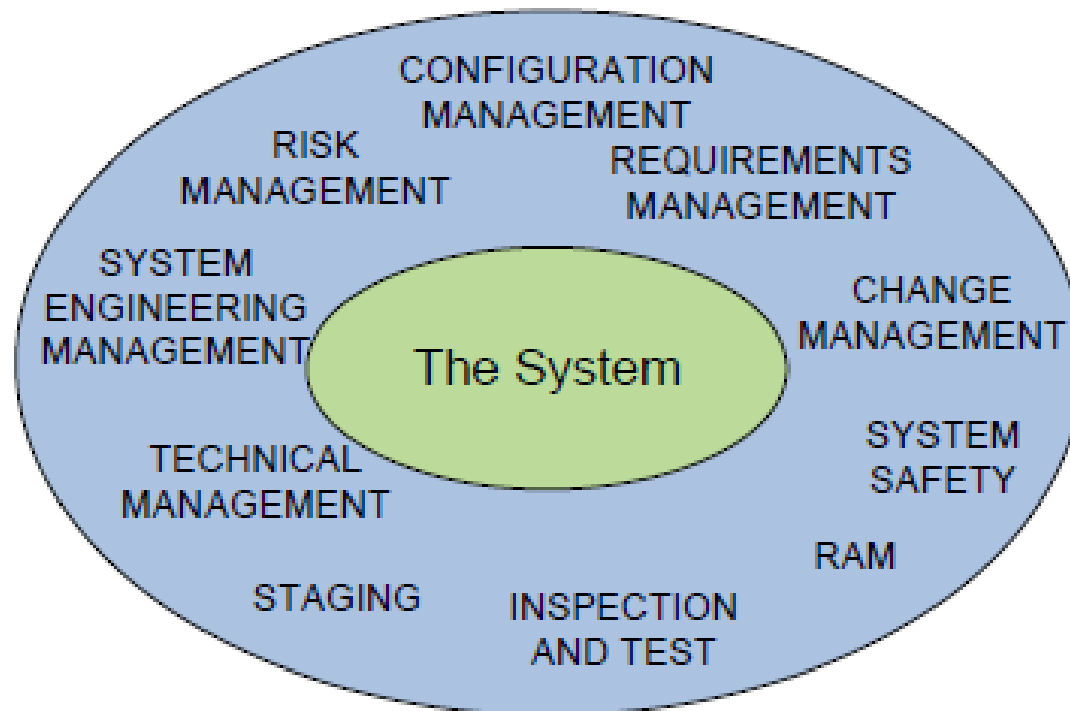 CONFIGURATION
MANAGEMENT
RISK
MANAGEMENT
REQUIREMENTS
MANAGEMENT
SYSTEM
ENGINEERING
MANAGEMENT
CHANGE
MANAGEMENT
The System
SYSTEM
SAFETY
TECHNICAL
MANAGEMENT
RAM
STAGING
INSPECTION
AND TEST